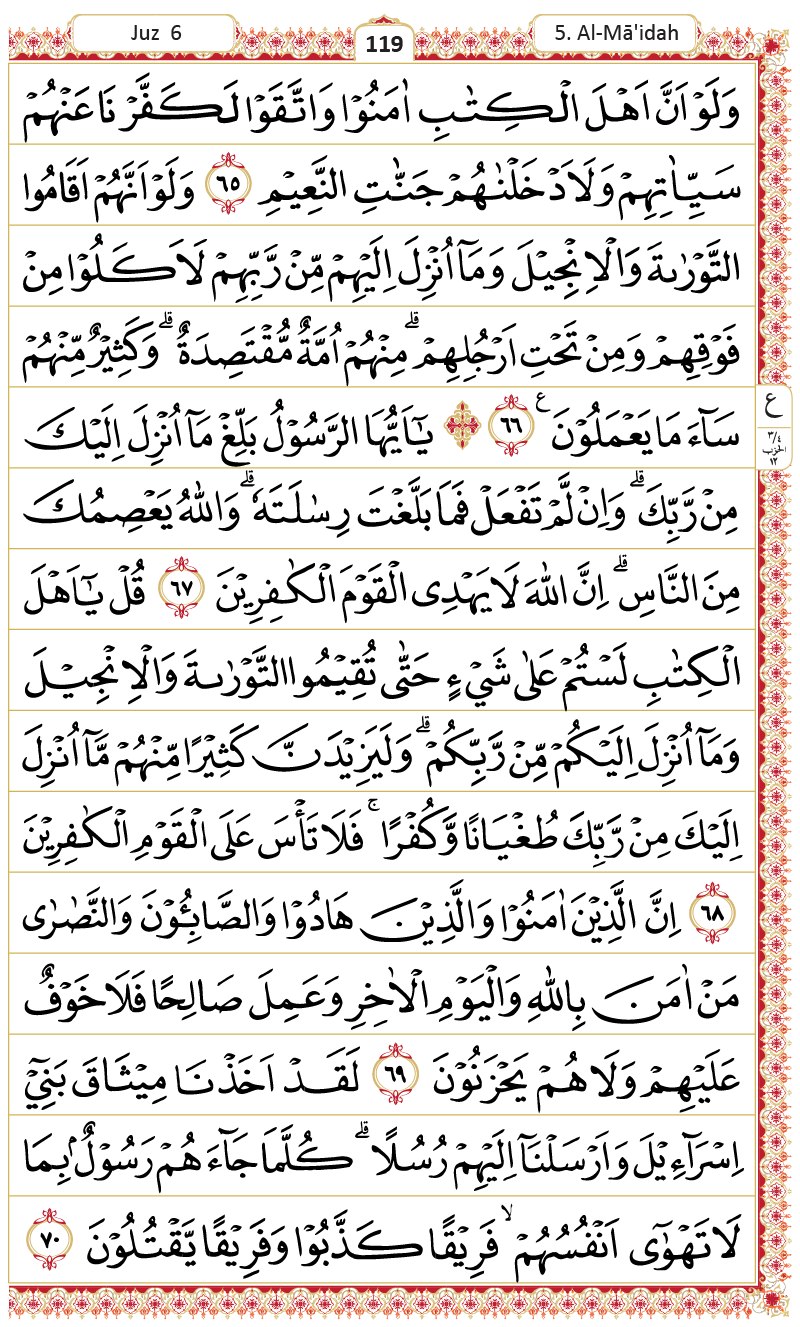 Juz 6
119
5. Al-Mā'idah
وَلَوْ اَنَّ اَهْلَ الْكِتٰبِ اٰمَنُوْا وَاتَّقَوْا لَكَفَّرْنَا عَنْهُمْ
سَيِّاٰتِهِمْ وَلَاَدْخَلْنٰهُمْ جَنّٰتِ النَّعِيْمِ ٦٥ وَلَوْ اَنَّهُمْ اَقَامُوا
التَّوْرٰىةَ وَالْاِنْجِيْلَ وَمَآ اُنْزِلَ اِلَيْهِمْ مِّنْ رَّبِّهِمْ لَاَكَلُوْا مِنْ
فَوْقِهِمْ وَمِنْ تَحْتِ اَرْجُلِهِمْۗ مِنْهُمْ اُمَّةٌ مُّقْتَصِدَةٌۗ وَكَثِيْرٌ مِّنْهُمْ
سَآءَ مَا يَعْمَلُوْنَ ٦٦ ع ۞ يٰٓاَيُّهَا الرَّسُوْلُ بَلِّغْ مَآ اُنْزِلَ اِلَيْكَ
مِنْ رَّبِّكَۗ وَاِنْ لَّمْ تَفْعَلْ فَمَا بَلَّغْتَ رِسٰلَتَهٗۗ وَاللّٰهُ يَعْصِمُكَ
مِنَ النَّاسِۗ اِنَّ اللّٰهَ لَا يَهْدِى الْقَوْمَ الْكٰفِرِيْنَ ٦٧ قُلْ يٰٓاَهْلَ
الْكِتٰبِ لَسْتُمْ عَلٰى شَيْءٍ حَتّٰى تُقِيْمُوا التَّوْرٰىةَ وَالْاِنْجِيْلَ
وَمَآ اُنْزِلَ اِلَيْكُمْ مِّنْ رَّبِّكُمْۗ وَلَيَزِيْدَنَّ كَثِيْرًا مِّنْهُمْ مَّآ اُنْزِلَ
اِلَيْكَ مِنْ رَّبِّكَ طُغْيَانًا وَّكُفْرًاۚ فَلَا تَأْسَ عَلَى الْقَوْمِ الْكٰفِرِيْنَ
٦٨ اِنَّ الَّذِيْنَ اٰمَنُوْا وَالَّذِيْنَ هَادُوْا وَالصَّابِـُٔوْنَ وَالنَّصٰرٰى
مَنْ اٰمَنَ بِاللّٰهِ وَالْيَوْمِ الْاٰخِرِ وَعَمِلَ صَالِحًا فَلَا خَوْفٌ
عَلَيْهِمْ وَلَا هُمْ يَحْزَنُوْنَ ٦٩ لَقَدْ اَخَذْنَا مِيْثَاقَ بَنِيْٓ
اِسْرَاۤءِيْلَ وَاَرْسَلْنَآ اِلَيْهِمْ رُسُلًاۗ كُلَّمَا جَاۤءَهُمْ رَسُوْلٌۢ بِمَا
لَا تَهْوٰٓى اَنْفُسُهُمْۙ فَرِيْقًا كَذَّبُوْا وَفَرِيْقًا يَّقْتُلُوْنَ ٧٠
ع
٣/٤
الحزب
١٢